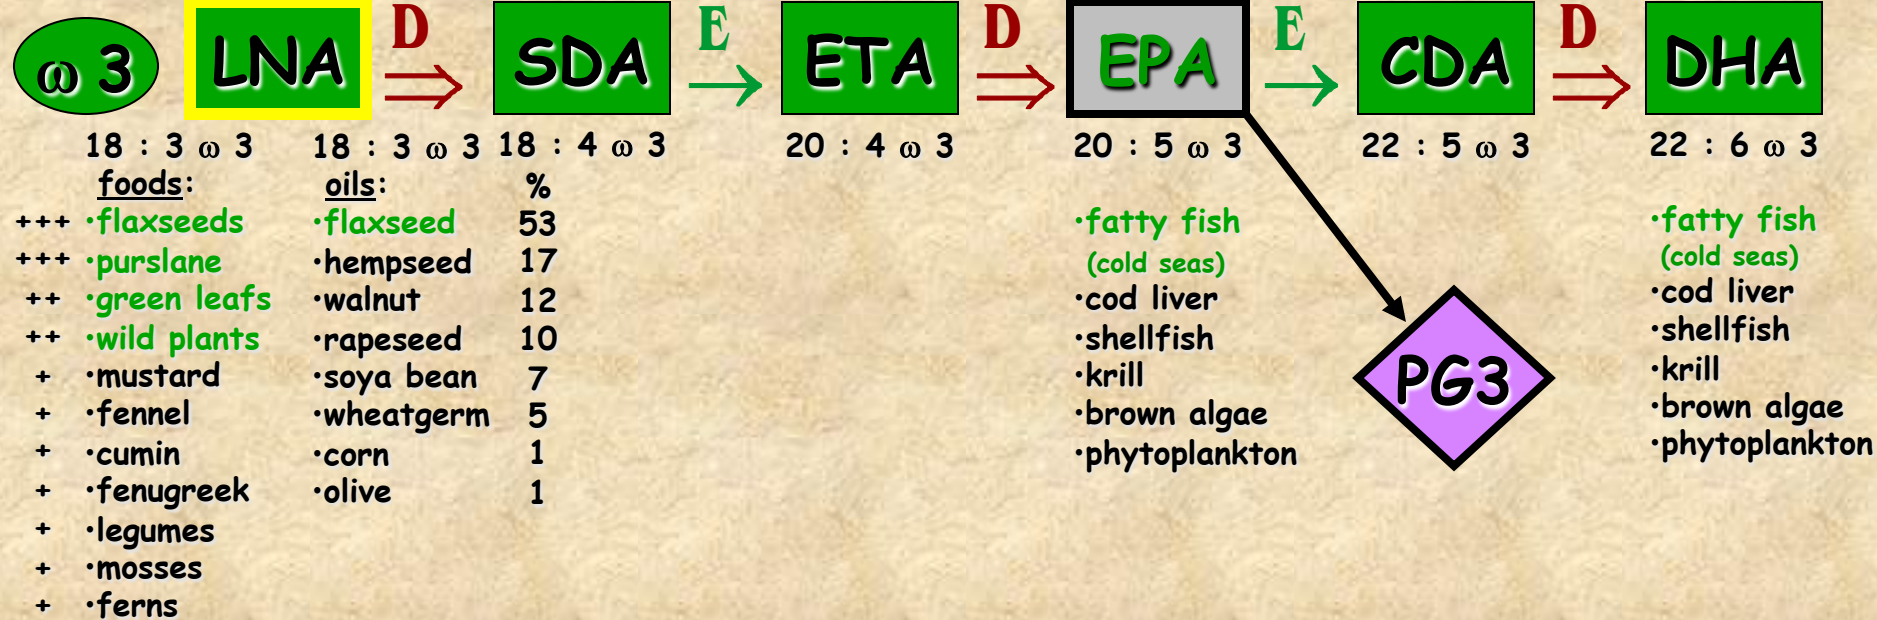 ω 3 LNA D SDA E ETA D EPA E CDA D DHA
18 : 3 ω 3 18 : 3 ω 3 18 : 4 ω 3 20 : 4 ω 3 20 : 5 ω 3 22 : 5 ω 3 22 : 6 ω 3
foods: oils: %
+++ •flaxseeds •flaxseed 53 •fatty fish •fatty fish
+++ •purslane •hempseed 17 (cold seas) (cold seas)
++ •green leafs •walnut 12 •cod liver •cod liver
++ •wild plants •rapeseed 10 •shellfish •shellfish
+ •mustard •soya bean 7 •krill PG3 •krill
+ •fennel •wheatgerm 5 •brown algae •brown algae
+ •cumin •corn 1 •phytoplankton •phytoplankton
+ •fenugreek •olive 1
+ •legumes
+ •mosses
+ •ferns